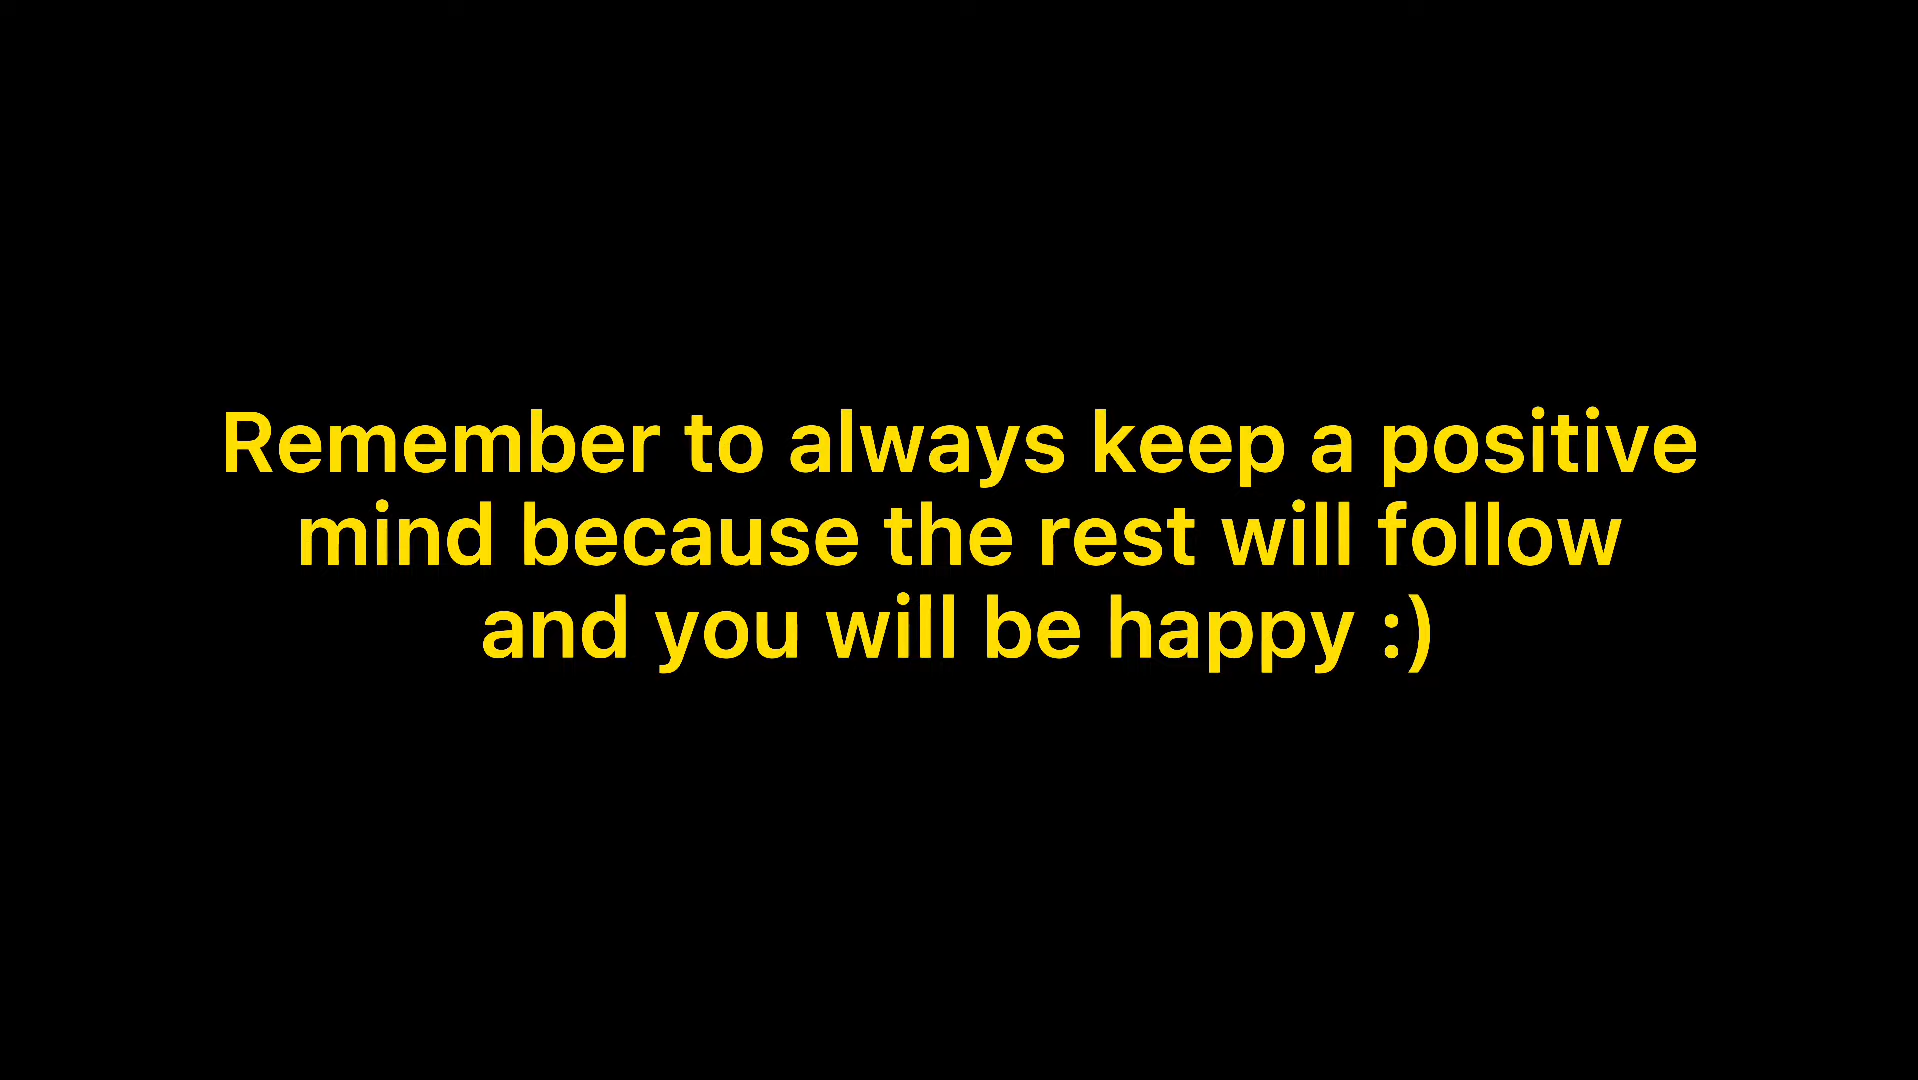 Remember to always keep a positive
mind because the rest will follow
and you will be happy :)